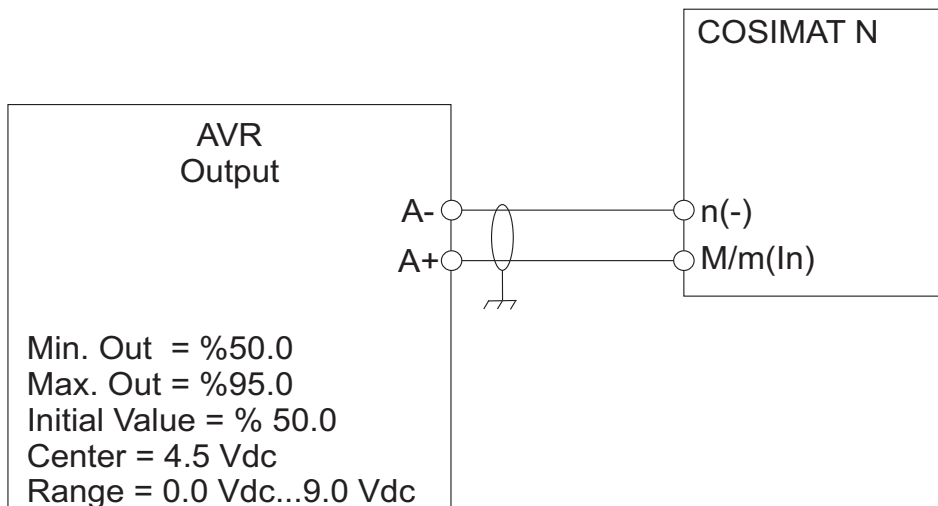 COSIMAT N
AVR
Output
A-
n(-)
A+
M/m(In)
Min. Out = %50.0
Max. Out = %95.0
Initial Value = % 50.0
Center = 4.5 Vdc
Range = 0.0 Vdc...9.0 Vdc